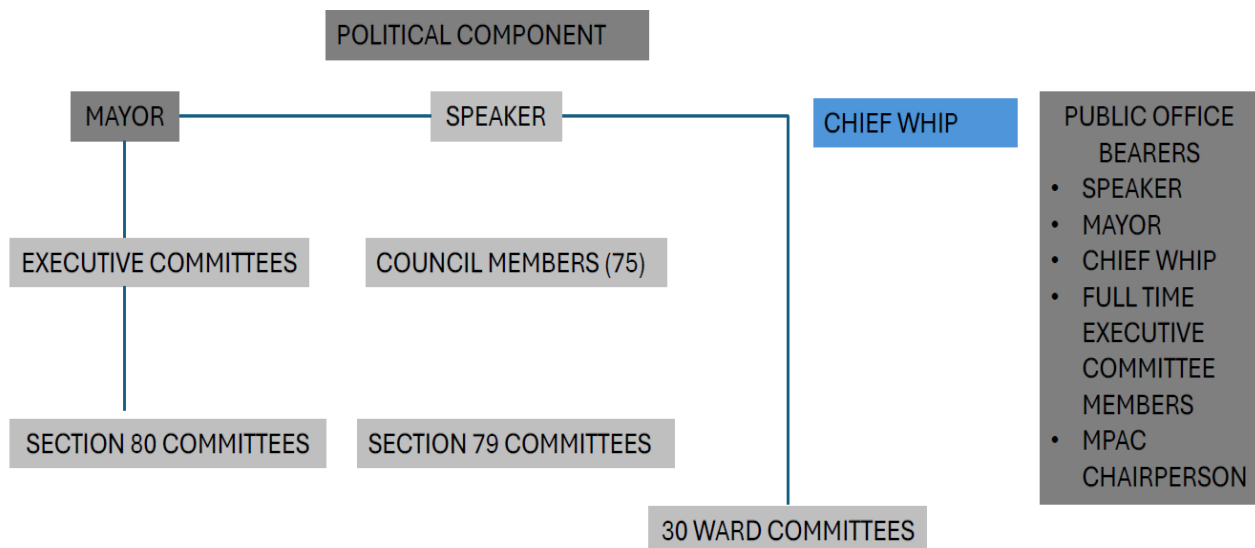 POLITICAL COMPONENT
MAYOR
SPEAKER
CHIEF WHIP
EXECUTIVE COMMITTEES
COUNCIL MEMBERS (75)
SECTION 80 COMMITTEES
SECTION 79 COMMITTEES
30 WARD COMMITTEES
PUBLIC OFFICE
BEARERS
• SPEAKER
• MAYOR
• CHIEF WHIP
• FULL TIME
EXECUTIVE
COMMITTEE
MEMBERS
• MPAC
CHAIRPERSON